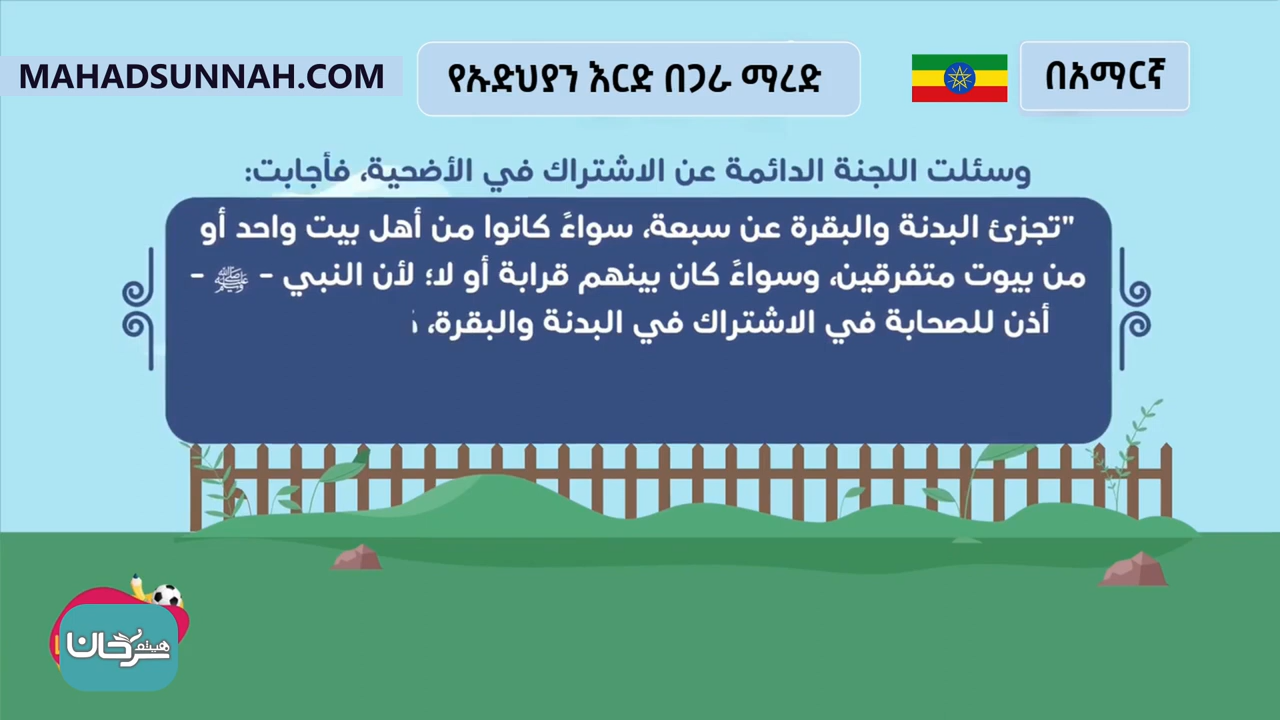 MAHADSUNNAH.COM
የኡድህያን እርድ በጋራ ማረድ
በአማርኛ
وسئلت اللجنة الدائمة عن الاشتراك في الأضحية، فأجابت:
"تجزئ البدنة والبقرة عن سبعة، سواءً كانوا من أهل بيت واحد أو
من بيوت متفرقين، وسواءً كان بينهم قرابة أو لا؛ لأن النبي - ﷺ -
أذن للصحابة في الاشتراك في البدنة والبقرة،
هيثم
سرحان